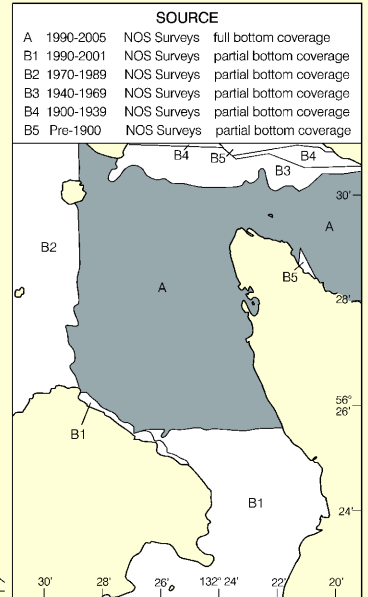 SOURCE
A 1990-2005 NOS Surveys full bottom coverage
B1 1990-2001 NOS Surveys partial bottom coverage
B2 1970-1989 NOS Surveys partial bottom coverage
B3 1940-1969 NOS Surveys partial bottom coverage
B4 1900-1939 NOS Surveys partial bottom coverage
B5 Pre-1900 NOS Surveys partial bottom coverage
B4 B5 B4
B3
30'
A
B2
B5
A
28'
56°
26'
B1
B1
24'
30' 28' 26' 132° 24' 22' 20'